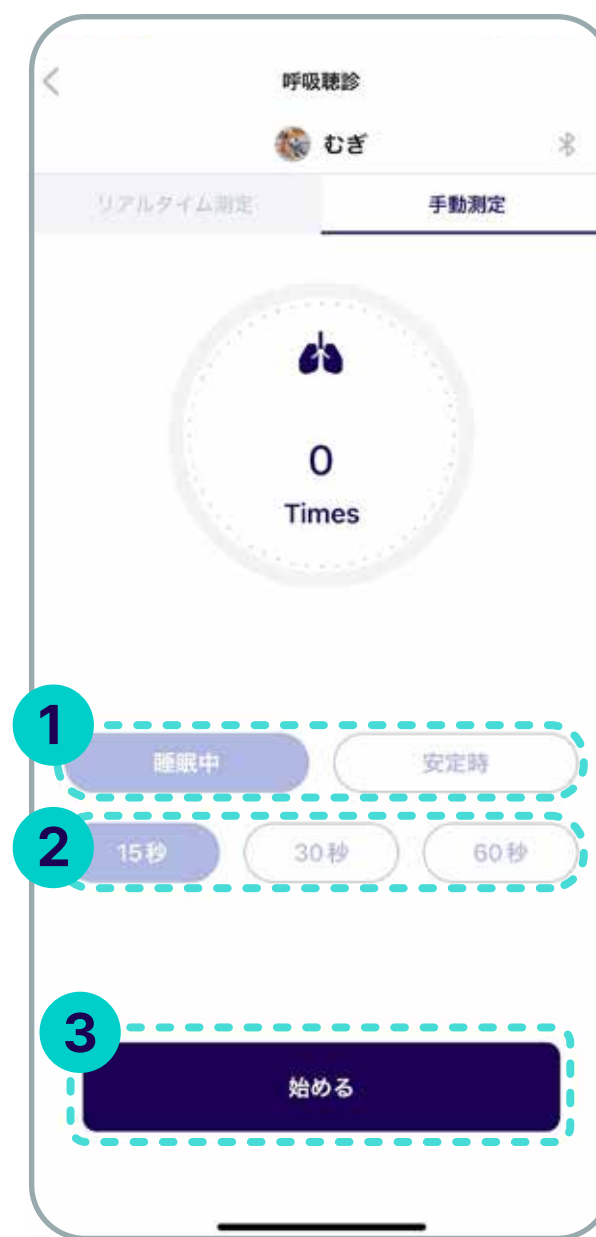 呼吸聴診
むぎ
リアルタイム測定 手動測定
0
Times
1
睡眠中 安定時
2
15秒 30秒 60秒
3
始める